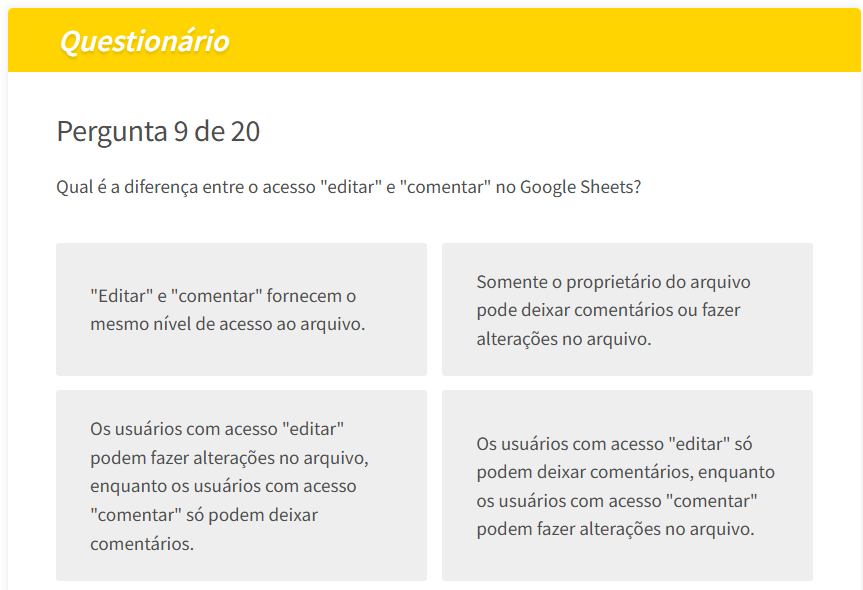 Questionário
Pergunta 9 de 20
Qual é a diferença entre o acesso "editar" e "comentar" no Google Sheets?
"Editar" e "comentar" fornecem o
mesmo nível de acesso ao arquivo.
Somente o proprietário do arquivo
pode deixar comentários ou fazer
alterações no arquivo.
Os usuários com acesso "editar"
podem fazer alterações no arquivo,
enquanto os usuários com acesso
"comentar" só podem deixar
comentários.
Os usuários com acesso "editar" só
podem deixar comentários, enquanto
os usuários com acesso "comentar"
podem fazer alterações no arquivo.